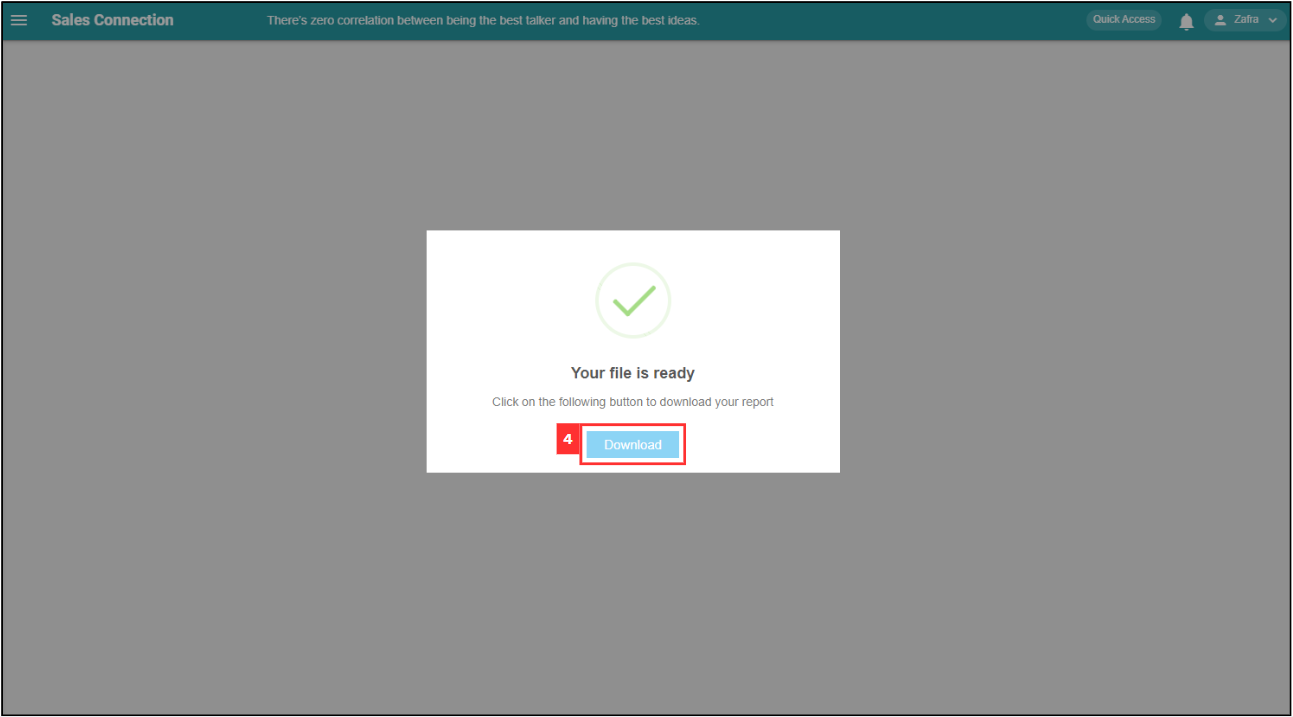 Sales Connection
There's zero correlation between being the best talker and having the best ideas.
Quick Access
Zafra
Your file is ready
Click on the following button to download your report
4
Download